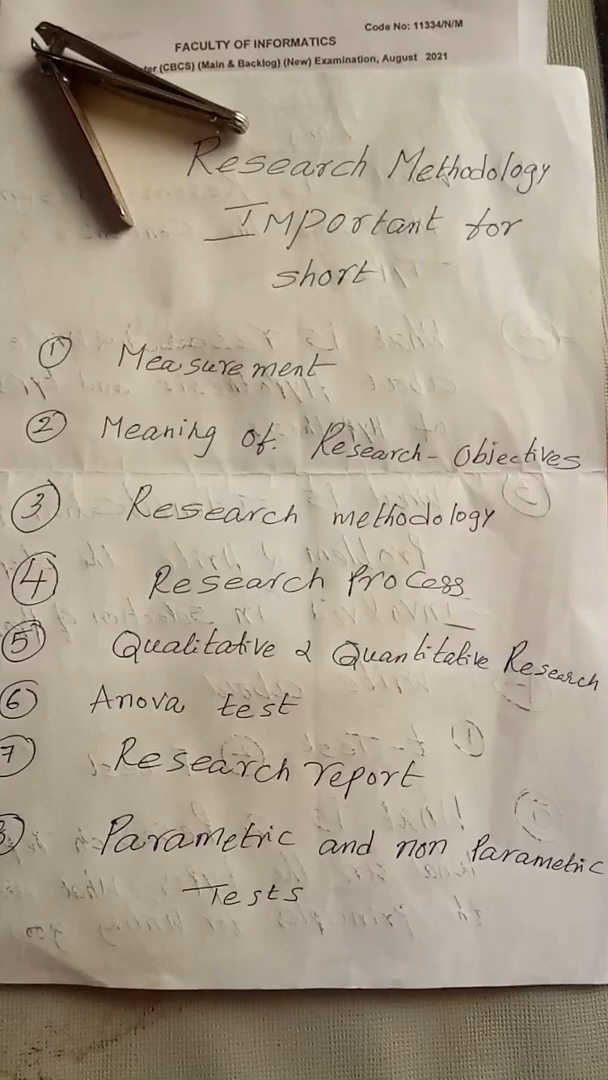 Code No: 11334/N/M
FACULTY OF INFORMATICS
(CBCS) (Main & Backlog) (New) Examination, August 2021
Research Methodology
Important for
short
① Measurement
② Meaning of Research - Objectives
③ Research methodology
④ Research Process
⑤ Qualitative & Quantitative Research
⑥ Anova test
7 Research report
8 Parametric and non Parametric
Tests